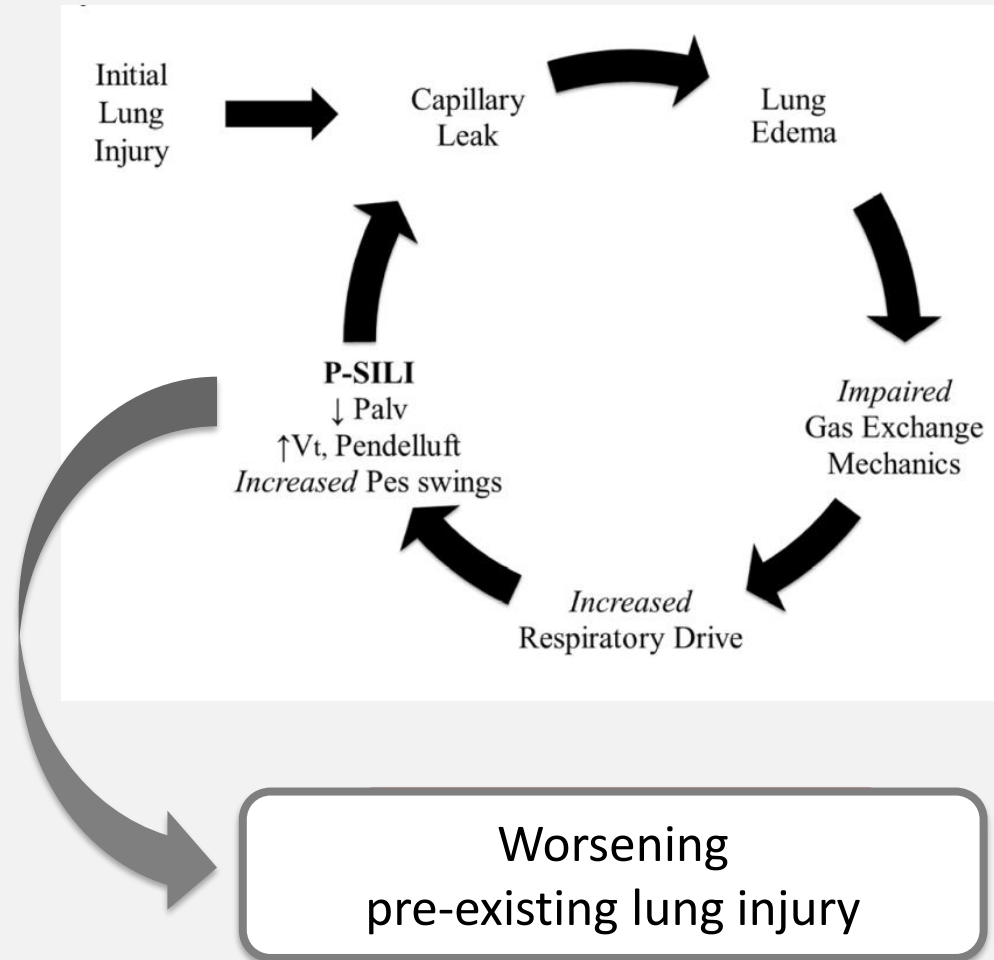 Initial
Lung
Injury
Capillary
Leak
Lung
Edema
Impaired
Gas Exchange
Mechanics
Increased
Respiratory Drive
P-SILI
↓ Palv
↑Vt, Pendelluft
Increased Pes swings
Worsening
pre-existing lung injury